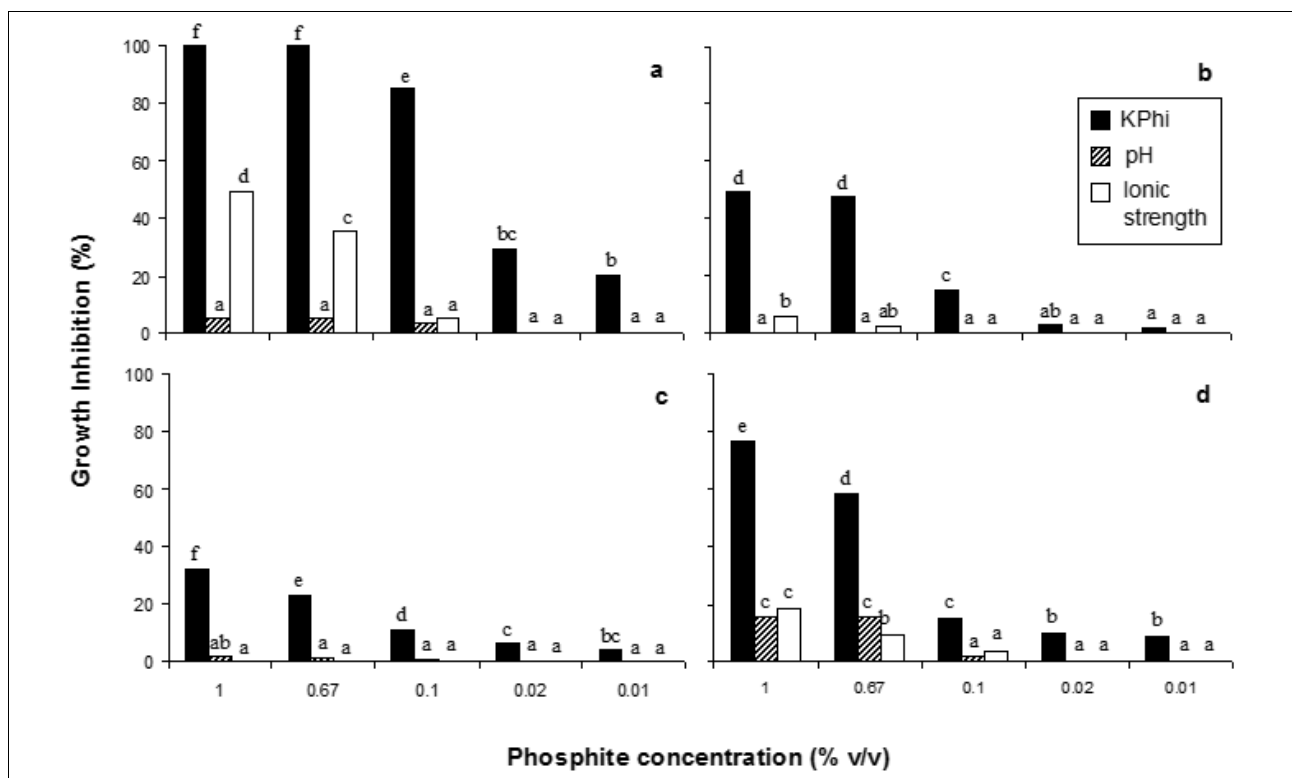 Growth Inhibition (%)
100
80
60
40
20
0
f
f
e
d
c
bc
b
a
a
a
a
a
a
a
a
a
b
KPhi
pH
Ionic
strength
d
d
c
b
ab
ab
a
a
a
a
a
a
a
a
a
a
100
80
60
40
20
0
c
f
e
d
c
bc
ab
a
a
a
a
a
a
a
a
a
1
0.67
0.1
0.02
0.01
d
e
d
c
c
c
c
b
a
a
b
a
a
b
a
a
1
0.67
0.1
0.02
0.01
Phosphite concentration (% v/v)